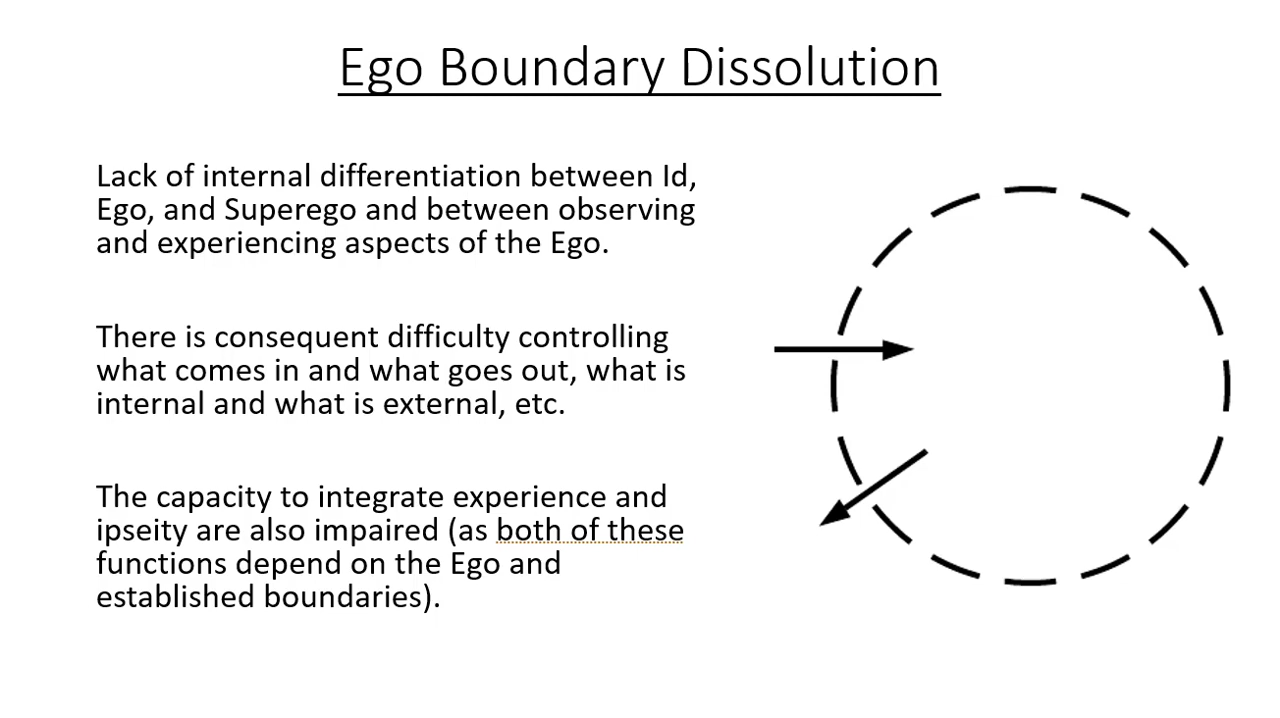 Ego Boundary Dissolution
Lack of internal differentiation between Id,
Ego, and Superego and between observing
and experiencing aspects of the Ego.
There is consequent difficulty controlling
what comes in and what goes out, what is
internal and what is external, etc.
The capacity to integrate experience and
ipseity are also impaired (as both of these
functions depend on the Ego and
established boundaries).